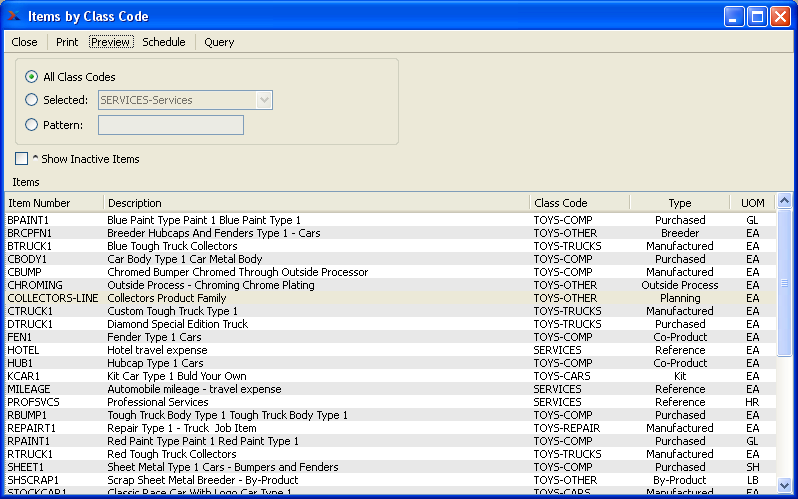 Items by Class Code
Close Print Preview Schedule Query
All Class Codes
Selected: SERVICES-Services
Pattern:
^ Show Inactive Items
Items
Item Number Description Class Code Type UOM
BPAINT1 Blue Paint Type Paint 1 Blue Paint Type 1 TOYS-COMP Purchased GL
BRCPFN1 Breeder Hubcaps And Fenders Type 1 - Cars TOYS-OTHER Breeder EA
BTRUCK1 Blue Tough Truck Collectors TOYS-TRUCKS Manufactured EA
CBODY1 Car Body Type 1 Car Metal Body TOYS-COMP Purchased EA
CBUMP Chromed Bumper Chromed Through Outside Processor TOYS-COMP Manufactured EA
CHROMING Outside Process - Chroming Chrome Plating TOYS-OTHER Outside Process EA
COLLECTORS-LINE Collectors Product Family TOYS-OTHER Planning EA
CTRUCK1 Custom Tough Truck Type 1 TOYS-TRUCKS Manufactured EA
DTRUCK1 Diamond Special Edition Truck TOYS-TRUCKS Purchased EA
FEN1 Fender Type 1 Cars TOYS-COMP Co-Product EA
HOTEL Hotel travel expense SERVICES Reference EA
HUB1 Hubcap Type 1 Cars TOYS-COMP Co-Product EA
KCAR1 Kit Car Type 1 Buld Your Own TOYS-CARS Kit EA
MILEAGE Automobile mileage - travel expense SERVICES Reference EA
PROFSVCS Professional Services SERVICES Reference HR
RBUMP1 Tough Truck Body Type 1 Tough Truck Body Type 1 TOYS-COMP Purchased EA
REPAIRT1 Repair Type 1 - Truck Job Item TOYS-REPAIR Manufactured EA
RPAINT1 Red Paint Type Paint 1 Red Paint Type 1 TOYS-COMP Purchased GL
RTRUCK1 Red Tough Truck Collectors TOYS-TRUCKS Manufactured EA
SHEET1 Sheet Metal Type 1 Cars - Bumpers and Fenders TOYS-COMP Purchased SH
SHSCRAP1 Scrap Sheet Metal Breeder - By-Product TOYS-OTHER By-Product LB
STOCKCAR1 Classic Race Car With Logo Car Type 1 TOYS-CARS Manufactured EA